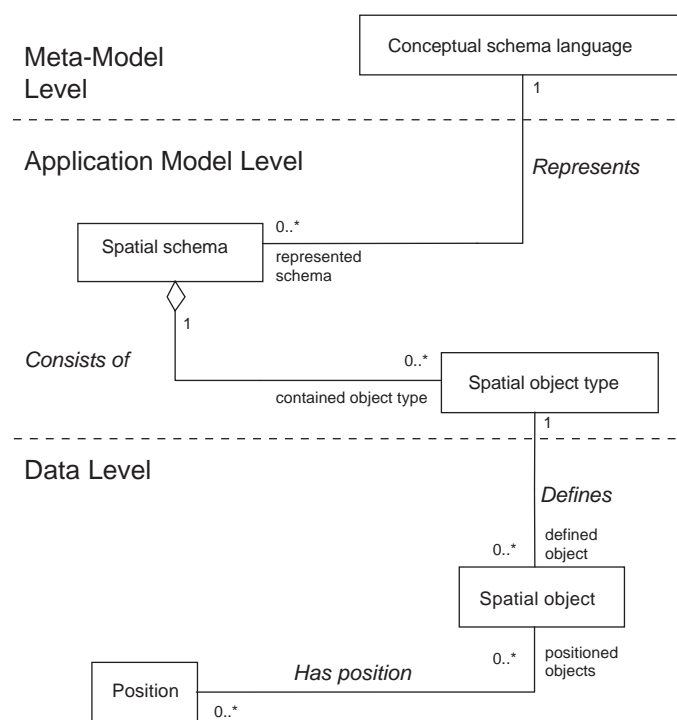 Conceptual schema language
Meta-Model
Level
1
Application Model Level
Represents
0..*
Spatial schema
represented
schema
1
Consists of
0..*
Spatial object type
contained object type
1
Data Level
Defines
defined
0..*
object
Spatial object
Has position
0..*
positioned
objects
Position
0..*